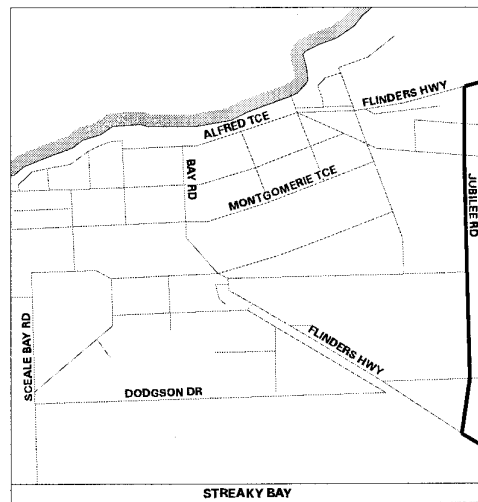 FLINDERS HWY
ALFRED TCE
BAY RD
MONTGOMERIE TCE
JUBILEE RD
SCEALE BAY RD
FLINDERS HWY
DODGSON DR
STREAKY BAY